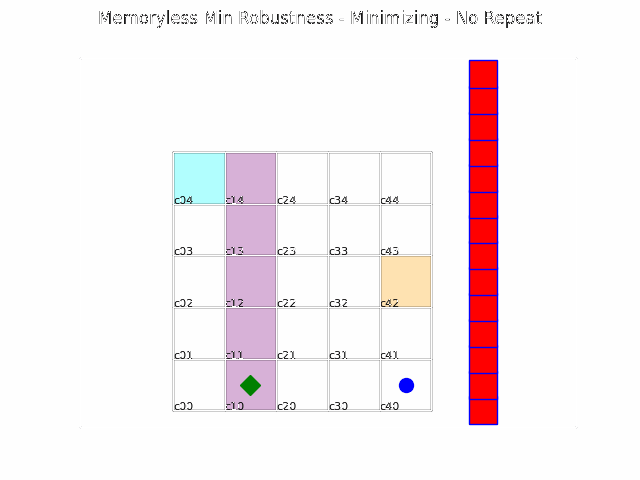 Memoryless Min Robustness - Minimizing - No Repeat
c04 c14 c24 c34 c44
c03 c13 c23 c33 c43
c02 c12 c22 c32 c42
c01 c11 c21 c31 c41
c00 c10 c20 c30 c40